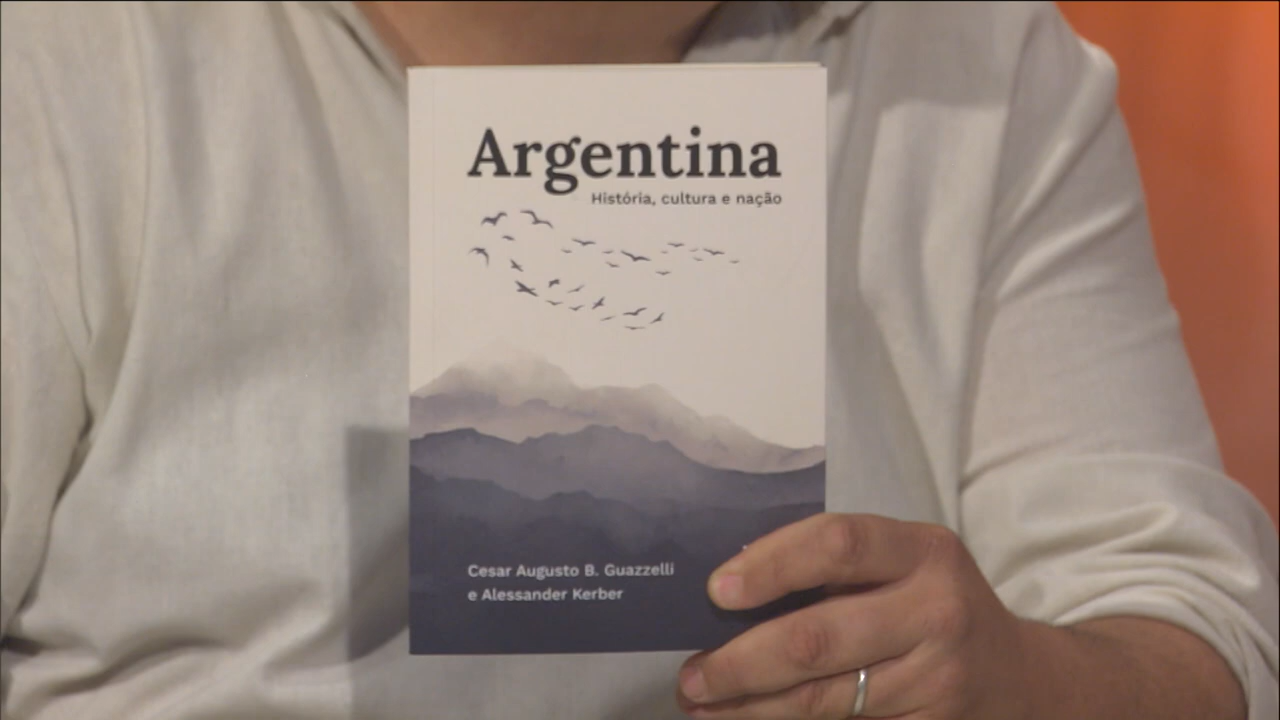 Argentina
História, cultura e nação
Cesar Augusto B. Guazzelli
e Alessander Kerber